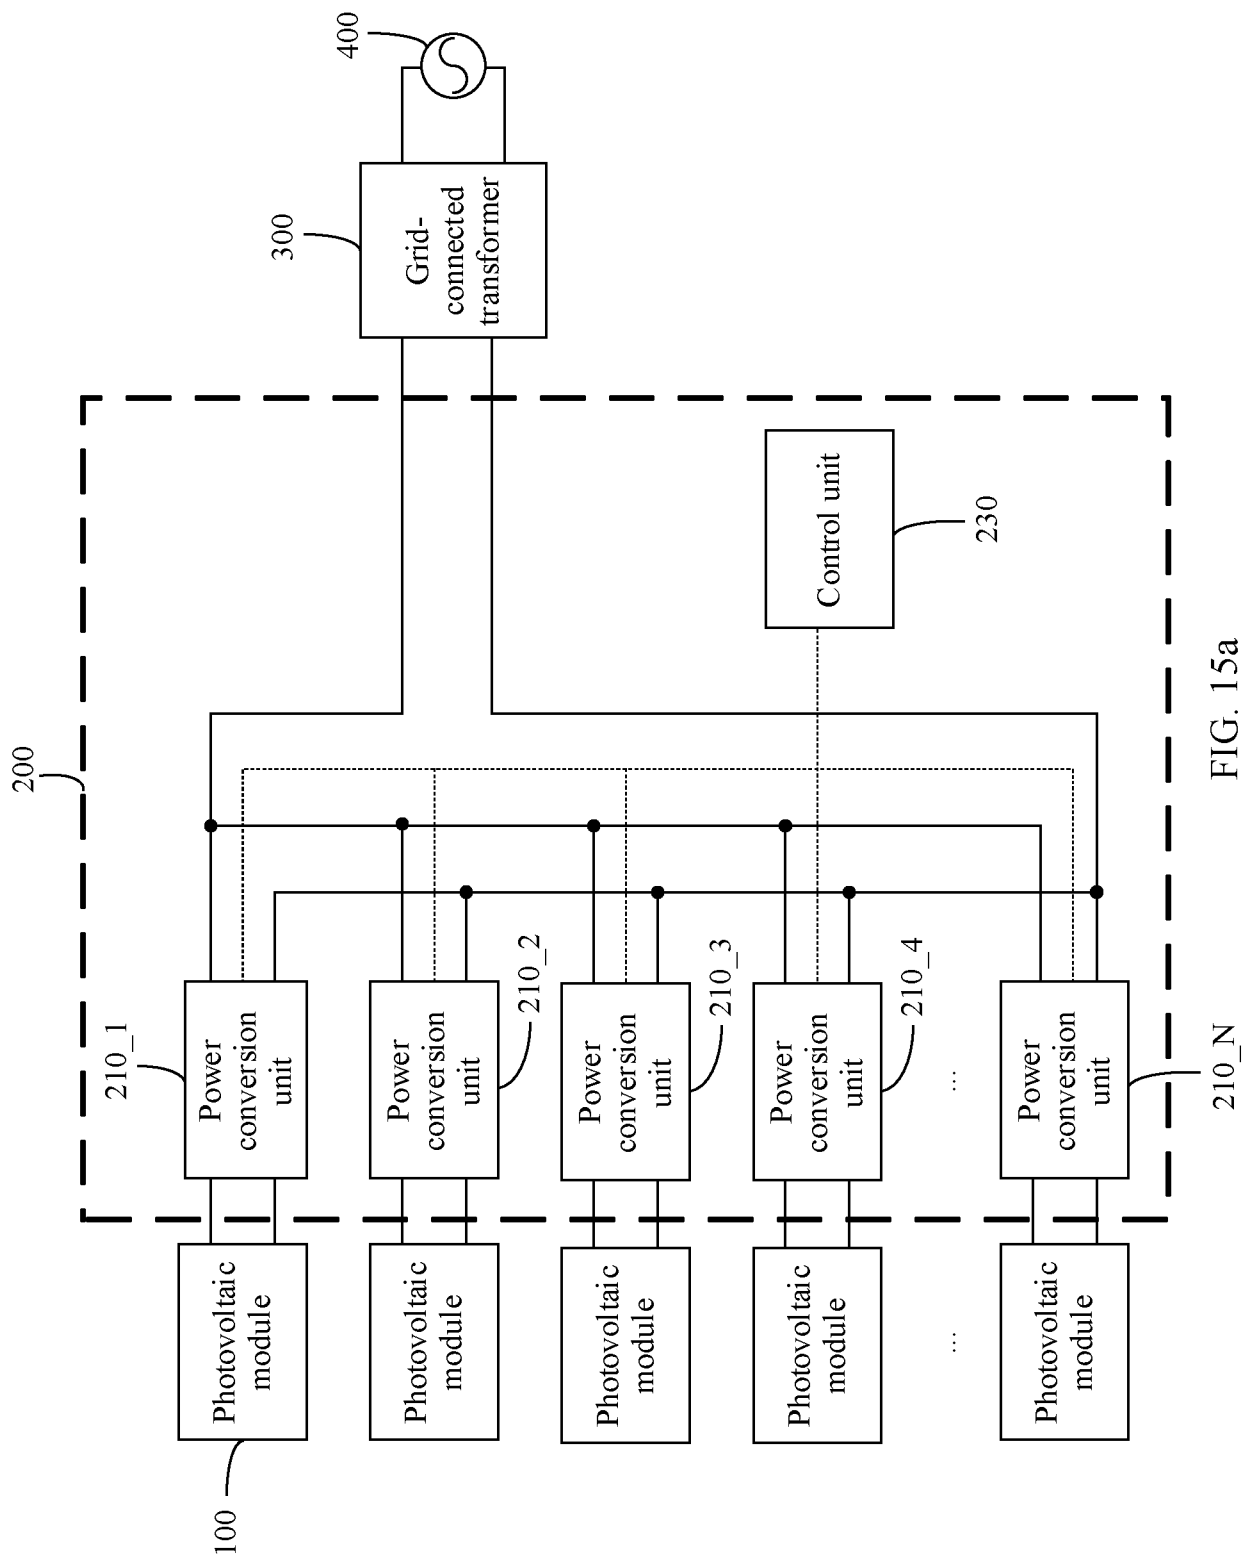 200
100
Photovoltaic
module
210_1
Power
conversion
unit
Photovoltaic
module
Power
conversion
unit
210_2
Photovoltaic
module
Power
conversion
unit
210_3
Photovoltaic
module
Power
conversion
unit
210_4
...
...
Photovoltaic
module
Power
conversion
unit
210_N
Control unit
230
300
Grid-
connected
transformer
400
FIG. 15a